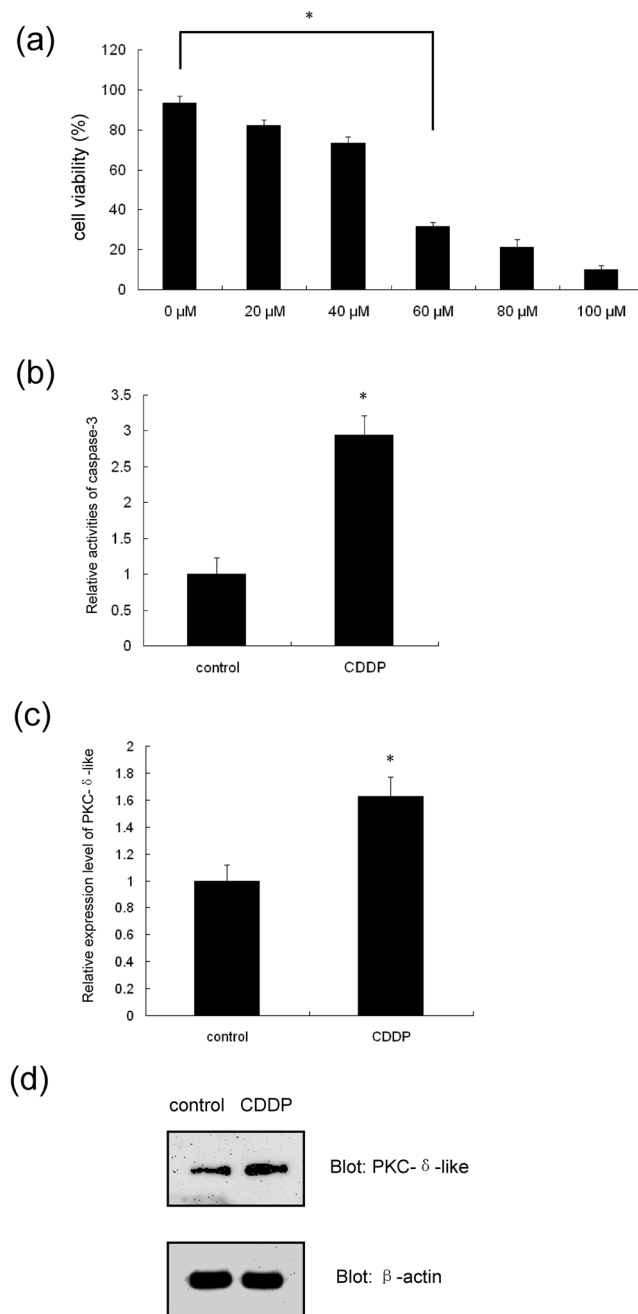 (a)
*
cell viability (%)
120
100
80
60
40
20
0
0 μM 20 μM 40 μM 60 μM 80 μM 100 μM
(b)
Relative activities of caspase-3
3.5
3
2.5
2
1.5
1
0.5
0
*
control CDDP
(c)
Relative expression level of PKC-δ-like
2
1.8
1.6
1.4
1.2
1
0.8
0.6
0.4
0.2
0
*
control CDDP
(d)
control CDDP
Blot: PKC-δ-like
Blot: β-actin